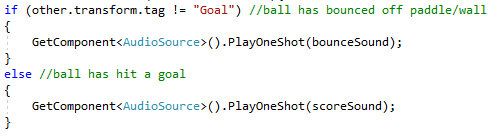 if (other.transform.tag != "Goal") //ball has bounced off paddle/wall
{
    GetComponent<AudioSource>().PlayOneShot(bounceSound);
}
else //ball has hit a goal
{
    GetComponent<AudioSource>().PlayOneShot(scoreSound);
}